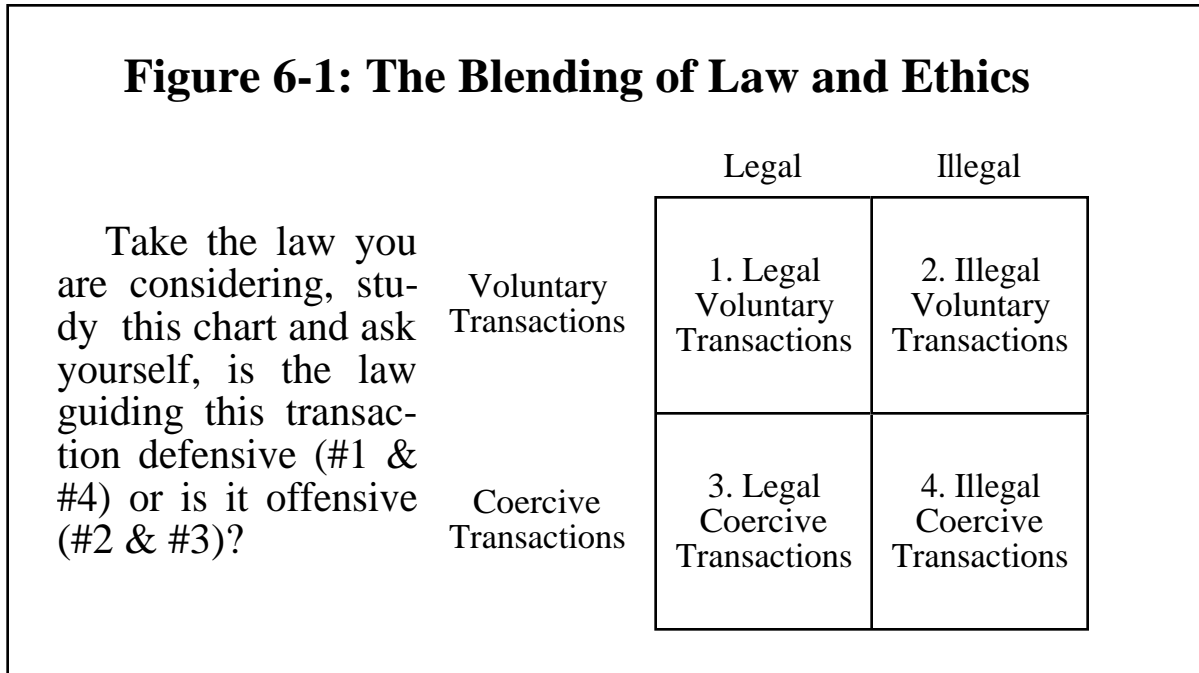 Figure 6-1: The Blending of Law and Ethics
Take the law you
are considering, stu-
dy this chart and ask
yourself, is the law
guiding this transac-
tion defensive (#1 &
#4) or is it offensive
(#2 & #3)?
Legal
Illegal
Voluntary
Transactions
1. Legal
Voluntary
Transactions
2. Illegal
Voluntary
Transactions
Coercive
Transactions
3. Legal
Coercive
Transactions
4. Illegal
Coercive
Transactions